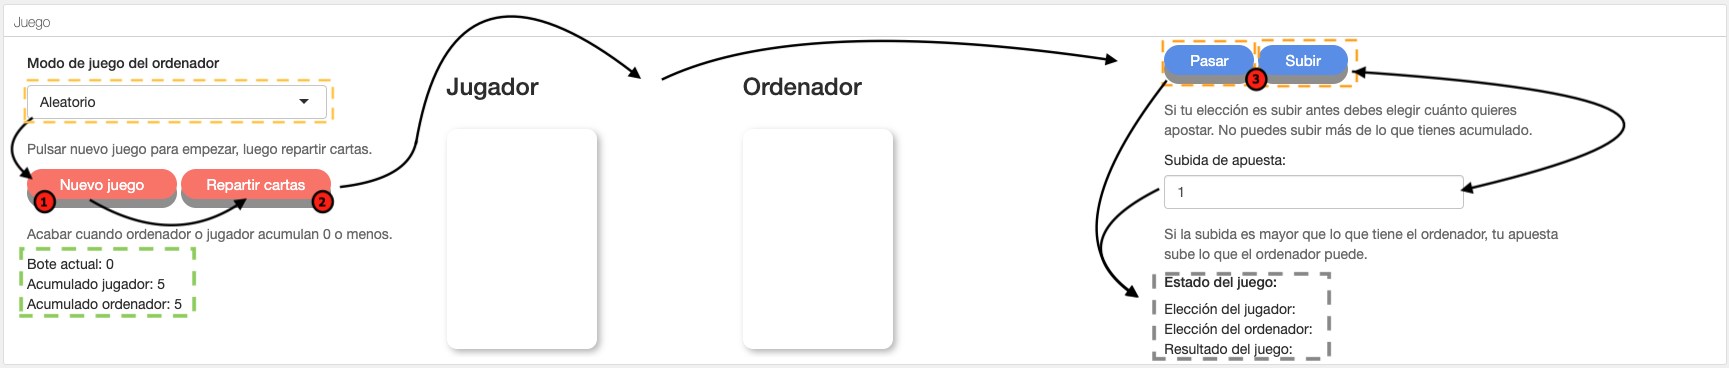 Juego
Modo de juego del ordenador
Aleatorio
Pulsar nuevo juego para empezar, luego repartir cartas.
Nuevo juego
Repartir cartas
1
2
Acabar cuando ordenador o jugador acumulan 0 o menos.
Bote actual: 0
Acumulado jugador: 5
Acumulado ordenador: 5
Jugador
Ordenador
Pasar
Subir
3
Si tu elección es subir antes debes elegir cuánto quieres
apostar. No puedes subir más de lo que tienes acumulado.
Subida de apuesta:
1
Si la subida es mayor que lo que tiene el ordenador, tu apuesta
sube lo que el ordenador puede.
Estado del juego:
Elección del jugador:
Elección del ordenador:
Resultado del juego: